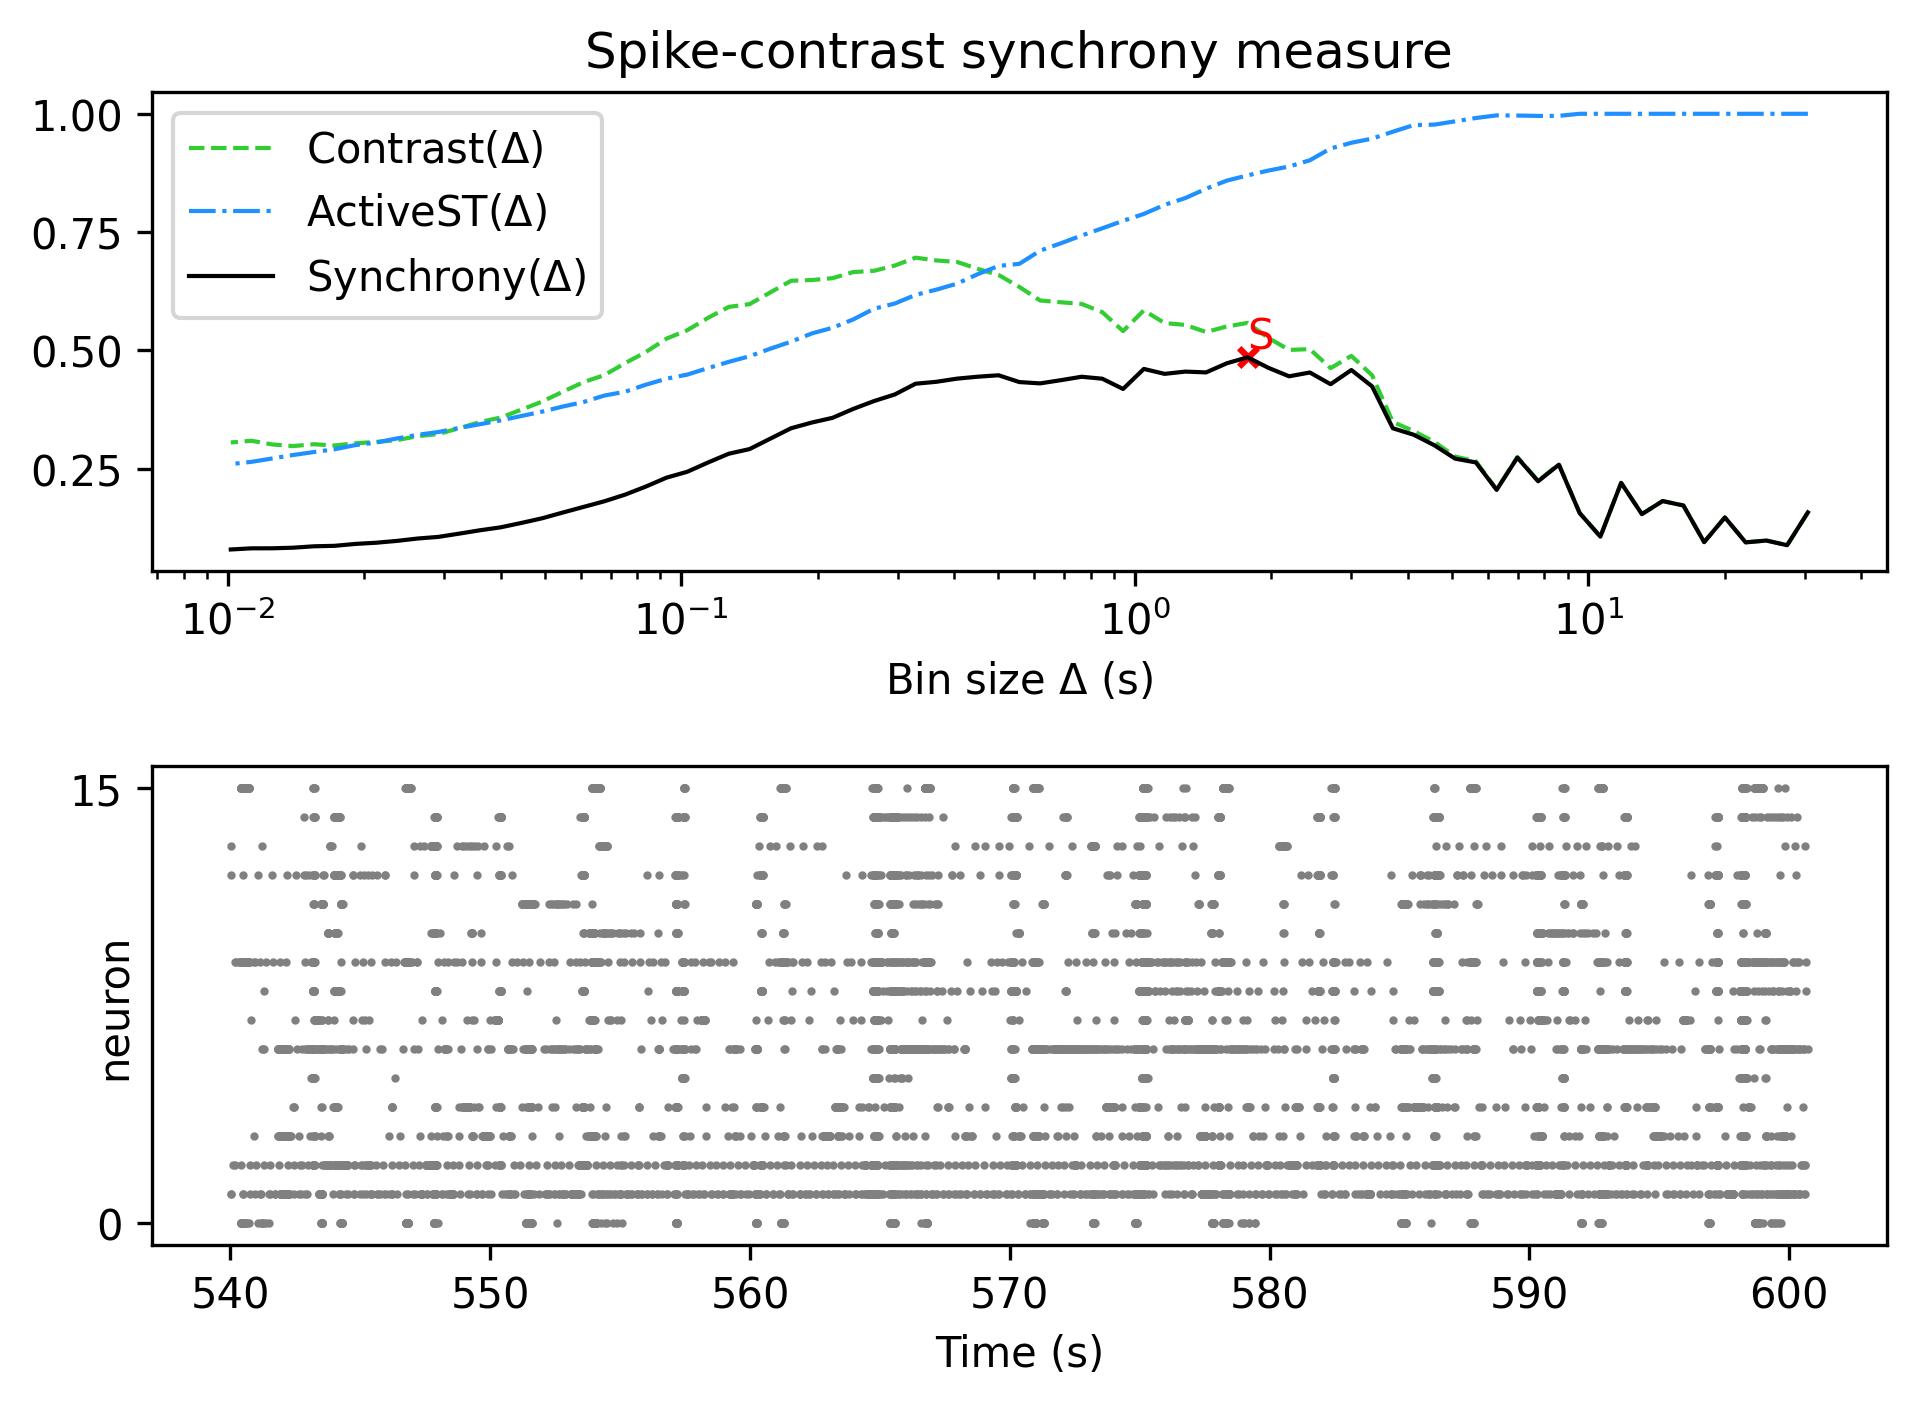 Spike-contrast synchrony measure
1.00
0.75
0.50
0.25
Contrast(Δ)
ActiveST(Δ)
Synchrony(Δ)
S
10⁻² 10⁻¹ 10⁰ 10¹
Bin size Δ (s)
15
0
neuron
540 550 560 570 580 590 600
Time (s)